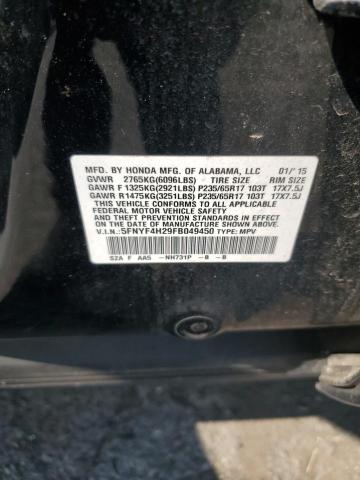 MFD. BY HONDA MFG. OF ALABAMA, LLC 01/'15
GVWR 2765KG(6096LBS) TIRE SIZE RIM SIZE
GAWR F 1325KG(2921LBS) P235/65R17 103T 17X7.5J
GAWR R1475KG(3251LBS) P235/65R17 103T 17X7.5J
THIS VEHICLE CONFORMS TO ALL APPLICABLE
FEDERAL MOTOR VEHICLE SAFETY AND
THEFT PREVENTION STANDARDS IN EFFECT ON
THE DATE OF MANUFACTURE SHOWN ABOVE.
V.I.N.:5FNYF4H29FB049450 TYPE: MPV
SZA F AA5 -NH731P -B -B